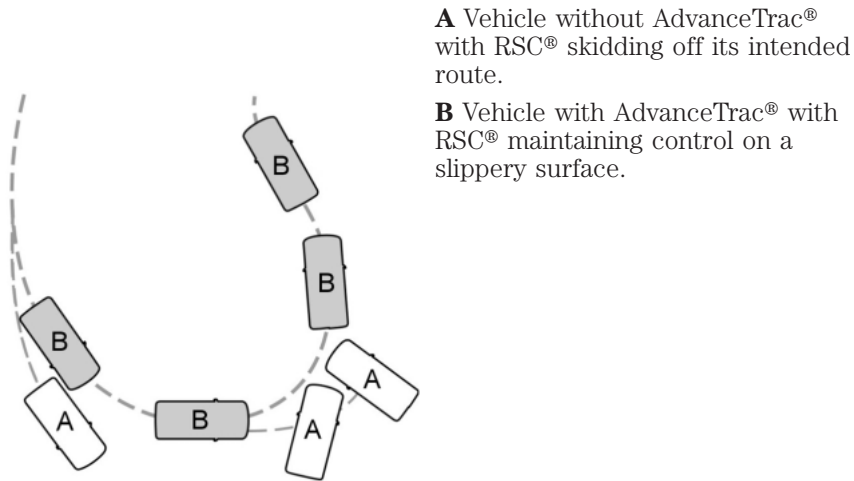 A Vehicle without AdvanceTrac®
with RSC® skidding off its intended
route.
B Vehicle with AdvanceTrac® with
RSC® maintaining control on a
slippery surface.
B
B
B
A
B
A
A